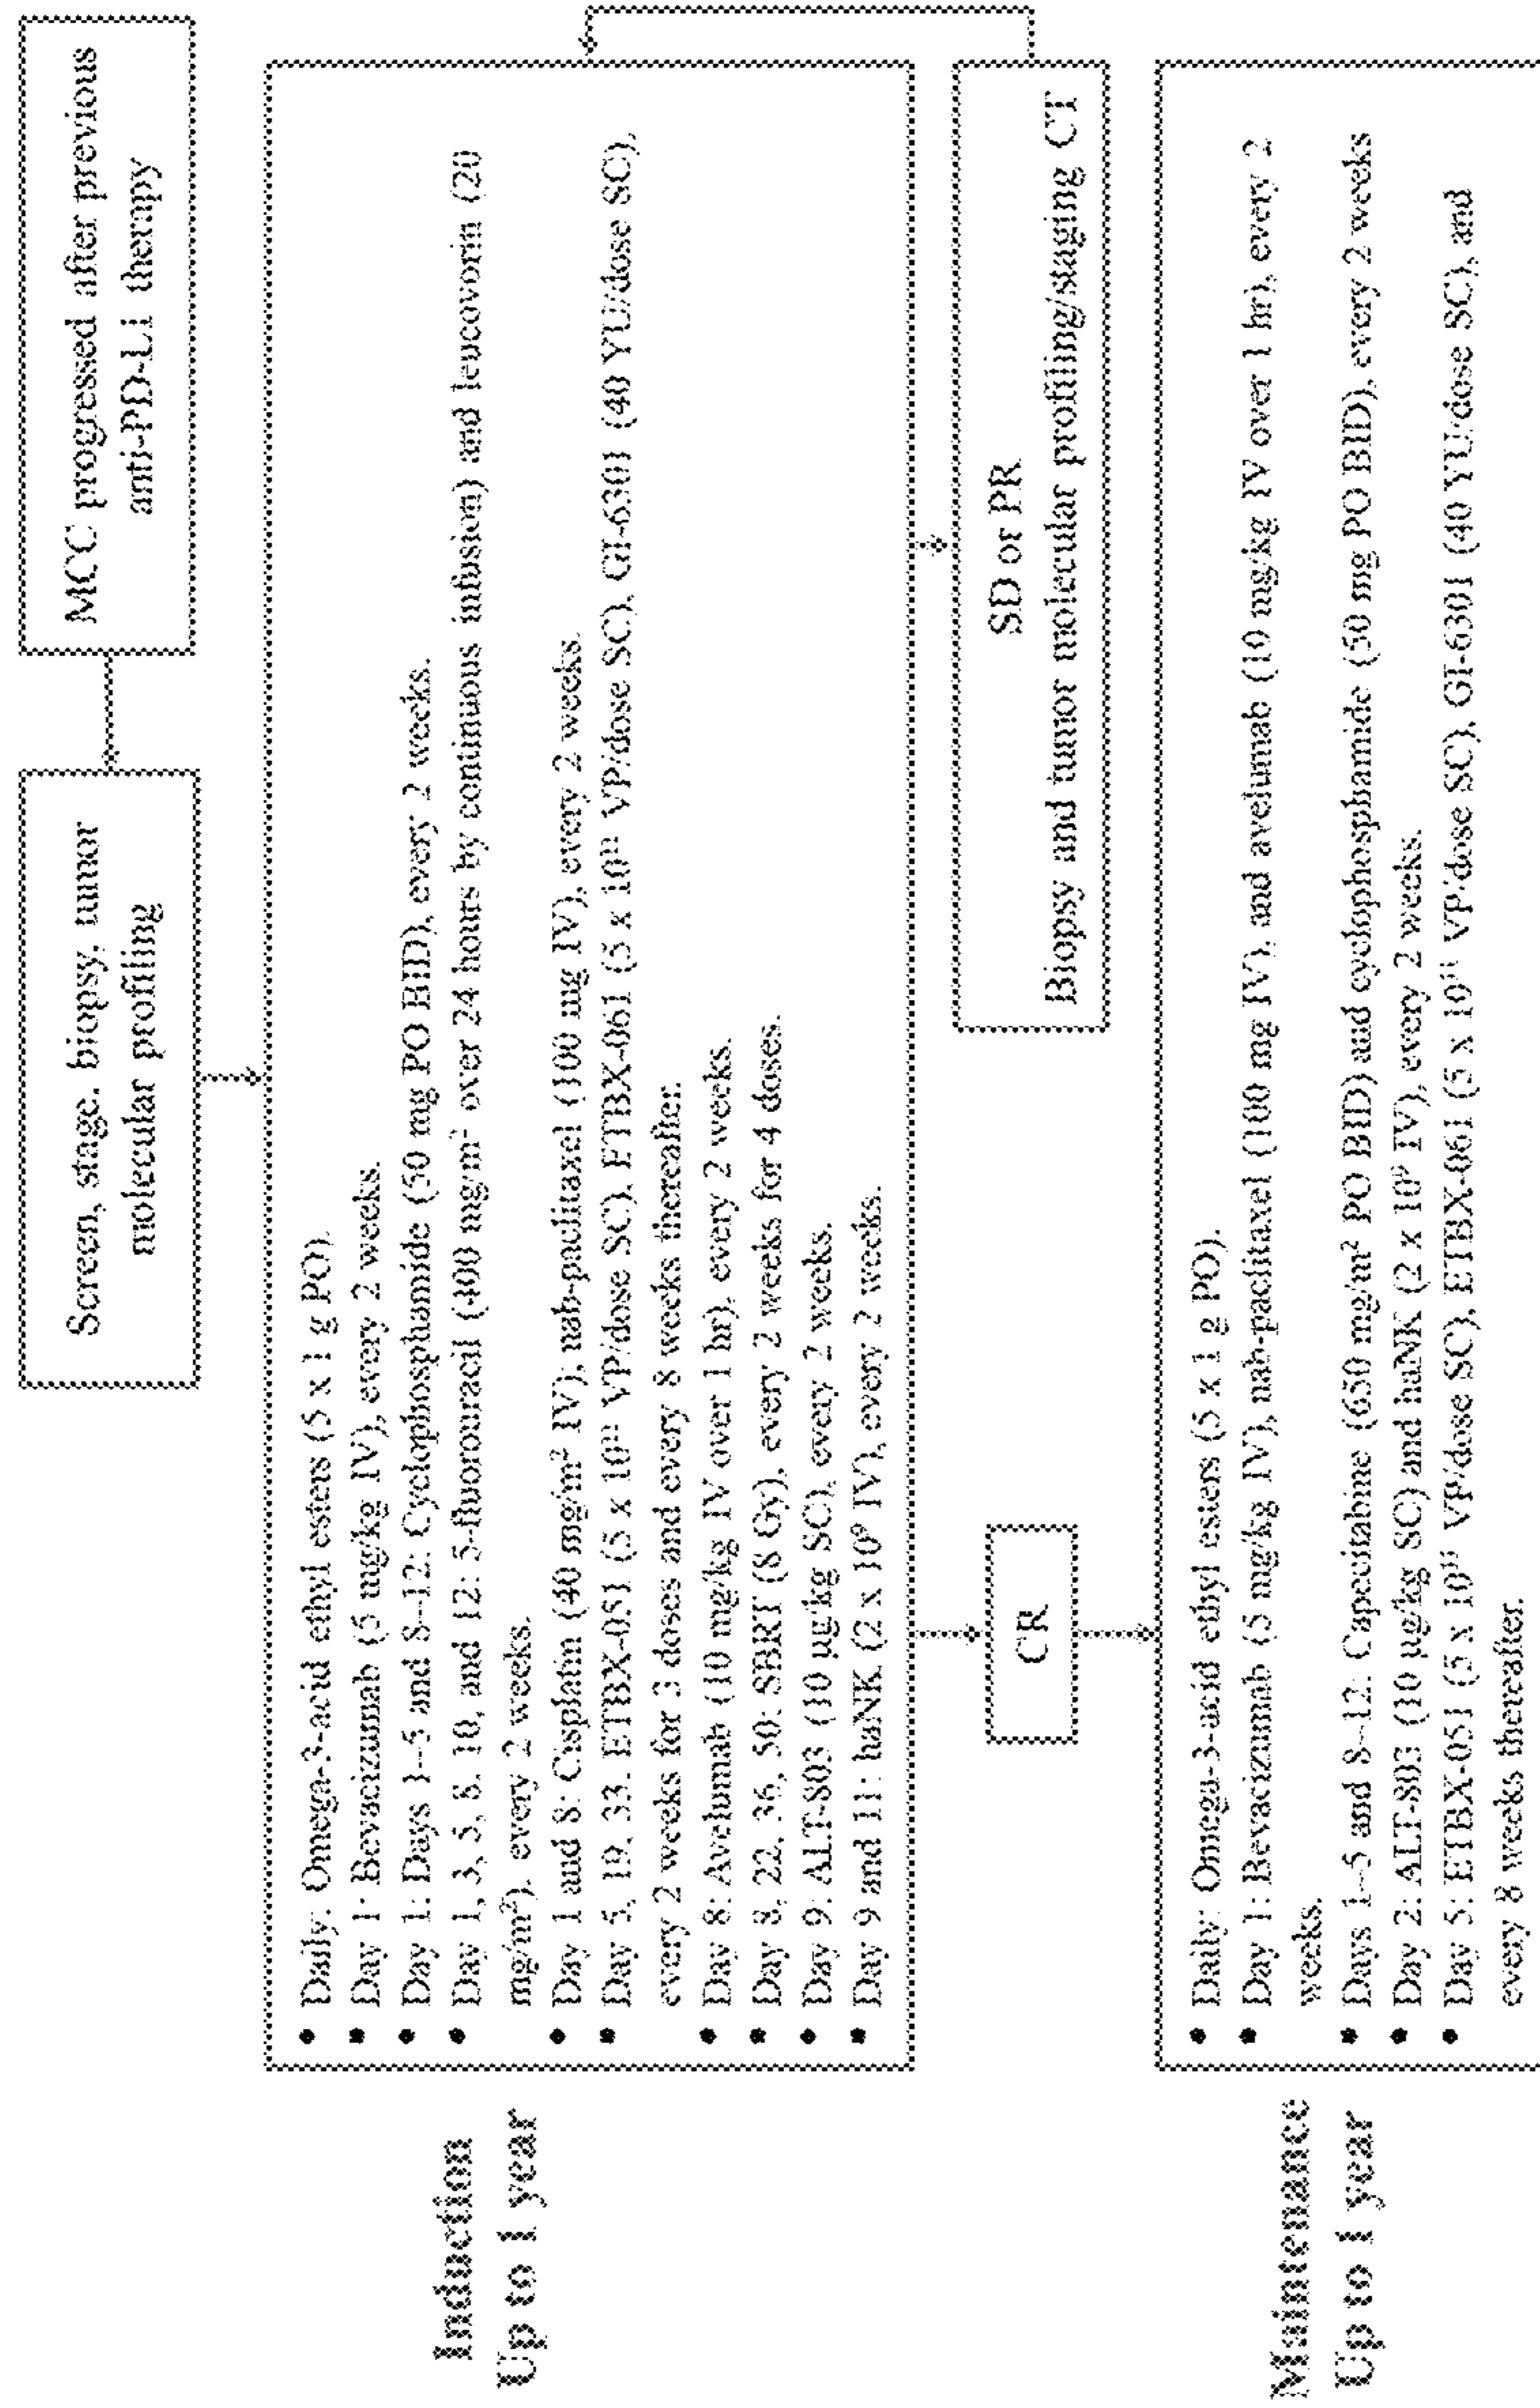 MCC progressed after previous
anti-PD-L1 therapy
Screen, stage, biopsy, tumor
molecular profiling
Induction
Up to 1 year
• Daily: Omega-3-acid ethyl esters (5 x 1 g PO).
• Day 1: Bevacizumab (5 mg/kg IV), every 2 weeks.
• Day 1: Days 1–5 and 8–12: Cyclophosphamide (50 mg PO BID), every 2 weeks.
• Day 1, 3, 5, 8, 10, and 12: 5-fluorouracil (400 mg/m² over 24 hours by continuous infusion) and leucovorin (20
mg/m²), every 2 weeks.
• Day 1 and 8: Cisplatin (40 mg/m² IV), nab-paclitaxel (100 mg IV), every 2 weeks.
• Day 5, 19, 33: ETBX-051 (5 x 10¹¹ VP/dose SC), ETBX-061 (5 x 10¹¹ VP/dose SC), GI-6301 (40 YU/dose SC),
every 2 weeks for 3 doses and every 8 weeks thereafter.
• Day 8: Avelumab (10 mg/kg IV over 1 hr), every 2 weeks.
• Day 8, 22, 36, 50: SBRT (8 Gy), every 2 weeks for 4 doses.
• Day 9: ALT-803 (10 µg/kg SC), every 2 weeks.
• Day 9 and 11: haNK (2 x 10⁹ IV), every 2 weeks.
SD or PR
Biopsy and tumor molecular profiling/staging CT
CR
Maintenance
Up to 1 year
• Daily: Omega-3-acid ethyl esters (5 x 1 g PO).
• Day 1: Bevacizumab (5 mg/kg IV), nab-paclitaxel (100 mg IV), and avelumab (10 mg/kg IV over 1 hr), every 2
weeks.
• Days 1–5 and 8–12: Capecitabine (650 mg/m² PO BID) and cyclophosphamide (50 mg PO BID), every 2 weeks
• Day 2: ALT-803 (10 µg/kg SC) and haNK (2 x 10⁹ IV), every 2 weeks.
• Day 5: ETBX-051 (5 x 10¹¹ VP/dose SC), ETBX-061 (5 x 10¹¹ VP/dose SC), GI-6301 (40 YU/dose SC), and
every 8 weeks thereafter.